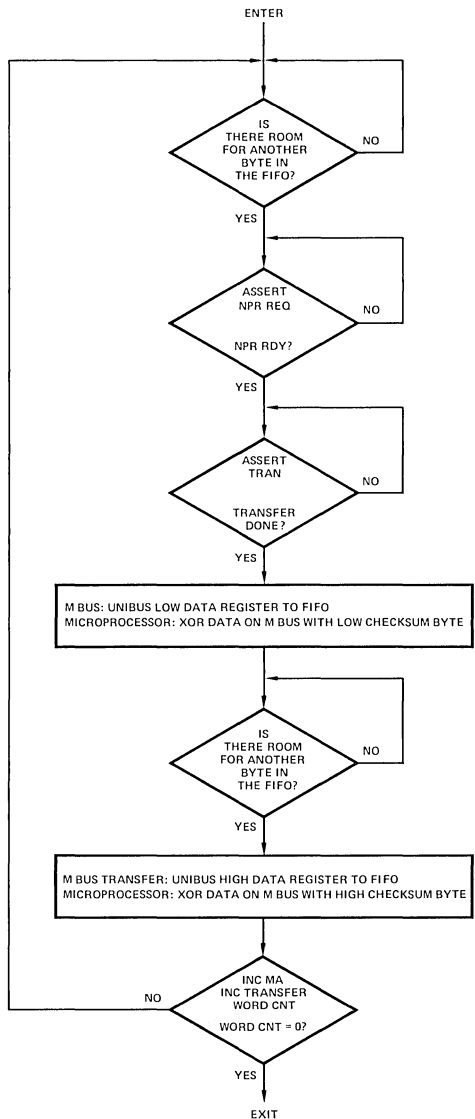 ENTER
IS
THERE ROOM
FOR ANOTHER
BYTE IN
THE FIFO?
NO
YES
ASSERT
NPR REQ
NO
NPR RDY?
YES
ASSERT
TRAN
NO
TRANSFER
DONE?
YES
M BUS: UNIBUS LOW DATA REGISTER TO FIFO
MICROPROCESSOR: XOR DATA ON M BUS WITH LOW CHECKSUM BYTE
IS
THERE ROOM
FOR ANOTHER
BYTE IN
THE FIFO?
NO
YES
M BUS TRANSFER: UNIBUS HIGH DATA REGISTER TO FIFO
MICROPROCESSOR: XOR DATA ON M BUS WITH HIGH CHECKSUM BYTE
INC MA
INC TRANSFER
WORD CNT
NO
WORD CNT = 0?
YES
EXIT